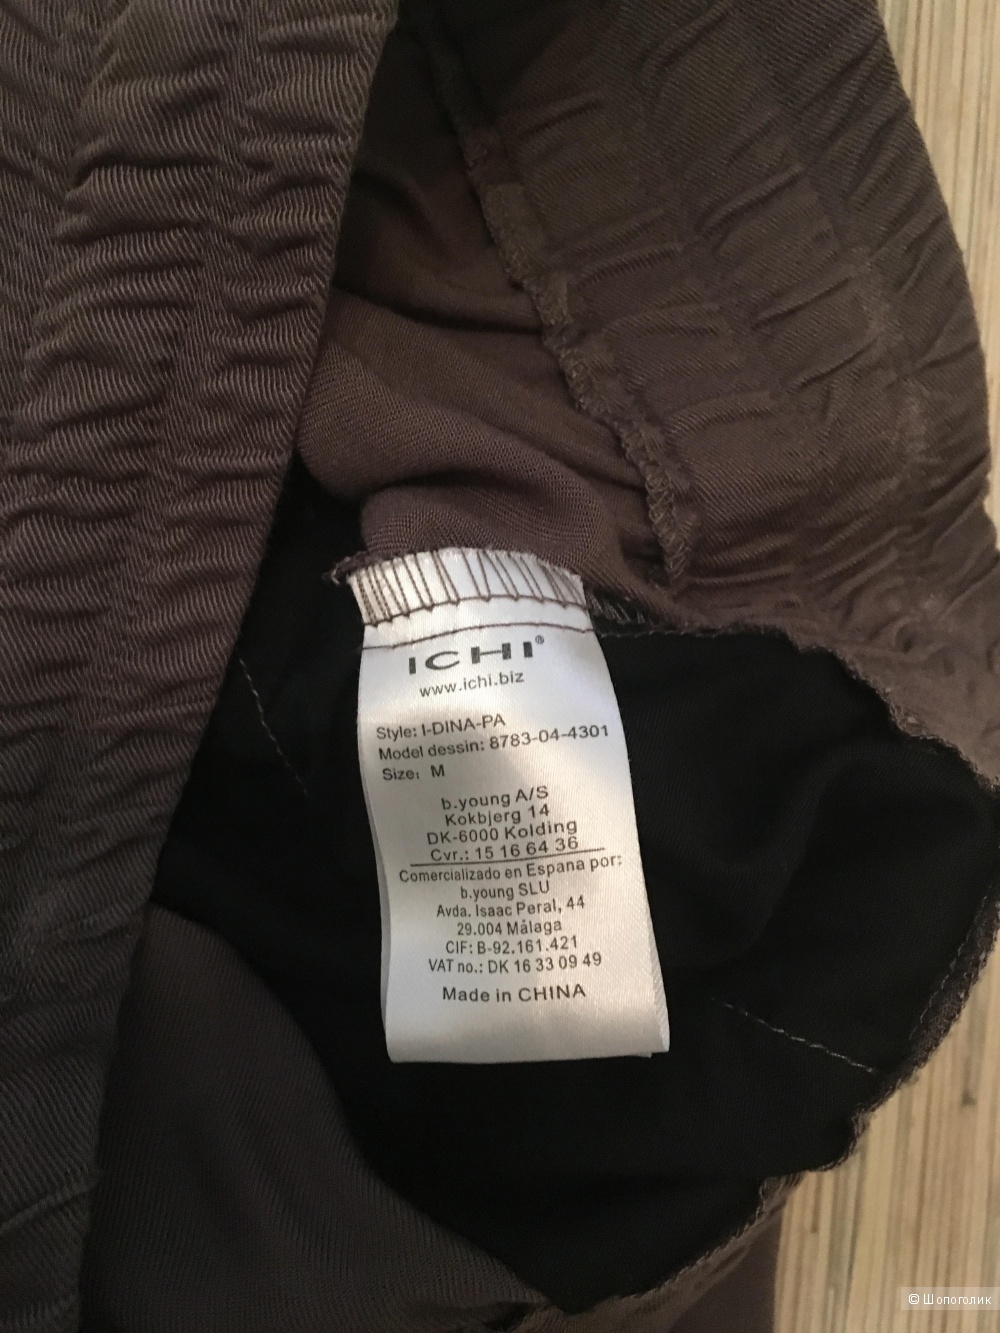 ICHI®
www.ichi.biz
Style: I-DINA-PA
Model dessin: 8783-04-4301
Size: M
b.young A/S
Kokbjerg 14
DK-6000 Kolding
Cvr.: 15 16 64 36
Comercializado en Espana por:
b.young SLU
Avda. Isaac Peral, 44
29.004 Målaga
CIF: B-92.161.421
VAT no.: DK 16 33 09 49
Made in CHINA
© Шопоголик